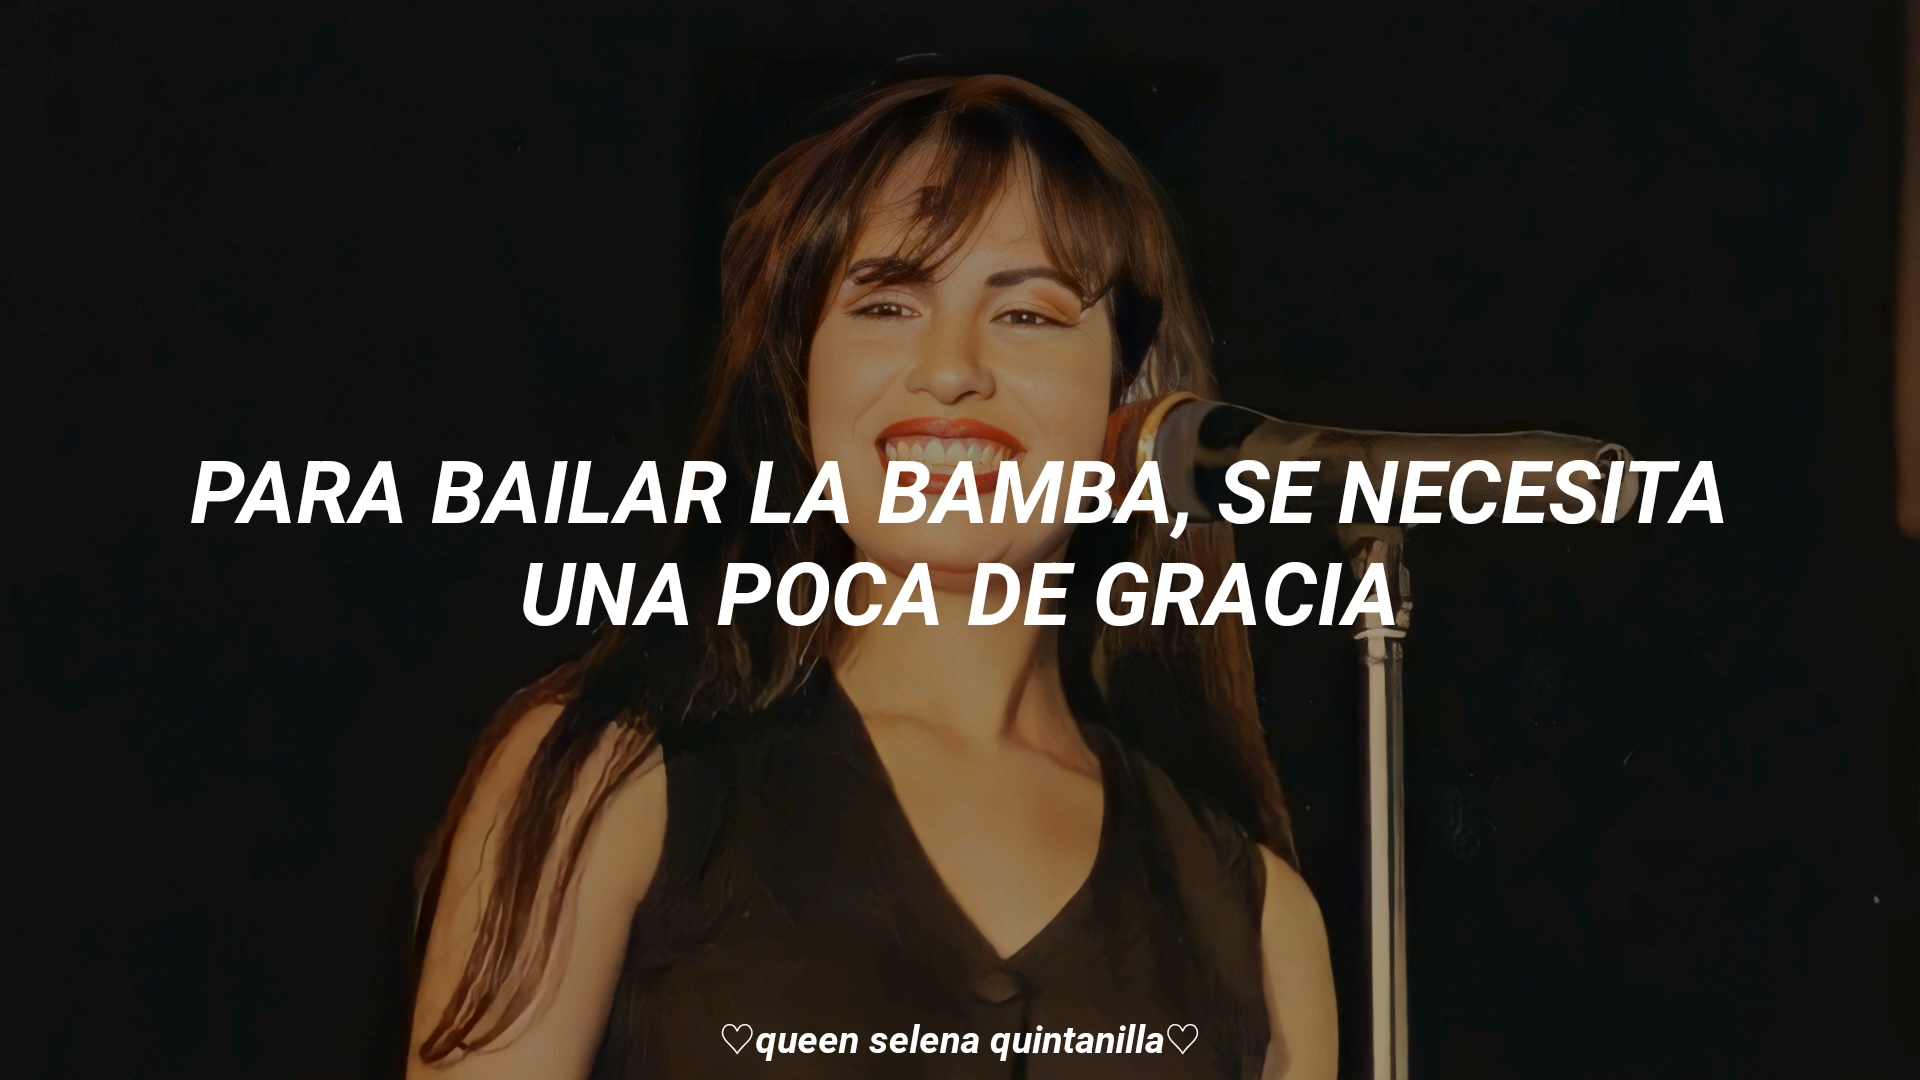 PARA BAILAR LA BAMBA, SE NECESITA
UNA POCA DE GRACIA
♡queen selena quintanilla♡